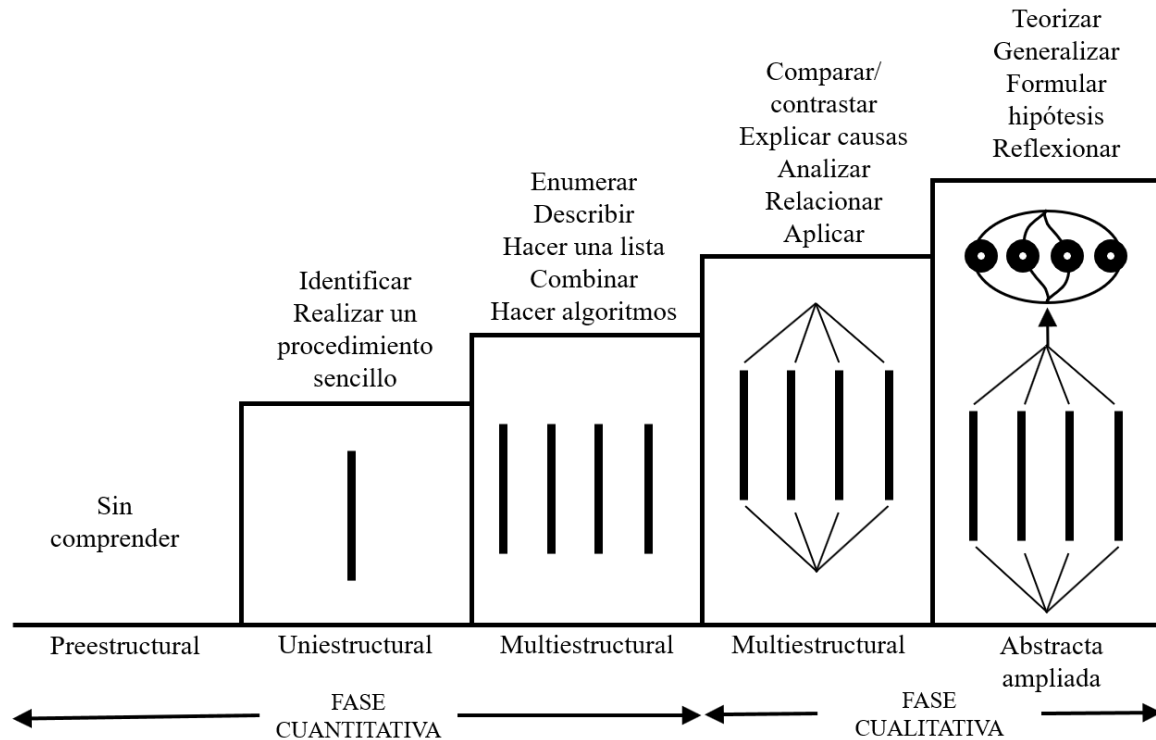 Sin
comprender
Identificar
Realizar un
procedimiento
sencillo
Enumerar
Describir
Hacer una lista
Combinar
Hacer algoritmos
Comparar/
contrastar
Explicar causas
Analizar
Relacionar
Aplicar
Teorizar
Generalizar
Formular
hipótesis
Reflexionar
Preestructural
Uniestructural
Multiestructural
Multiestructural
Abstracta
ampliada
FASE
CUANTITATIVA
FASE
CUALITATIVA